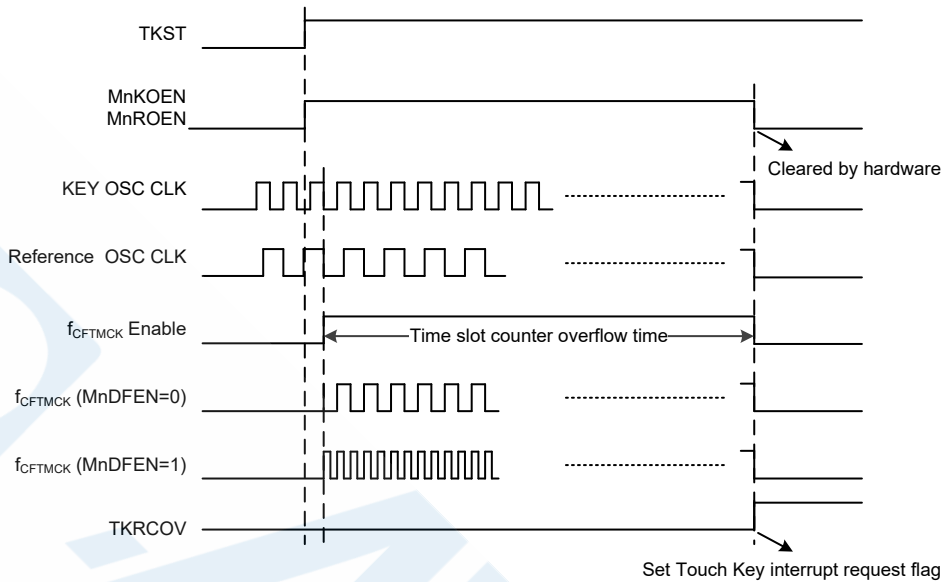 TKST
MnKOEN
MnROEN
Cleared by hardware
KEY OSC CLK
Reference OSC CLK
fCFTMCK Enable
Time slot counter overflow time
fCFTMCK (MnDFEN=0)
fCFTMCK (MnDFEN=1)
TKRCOV
Set Touch Key interrupt request flag